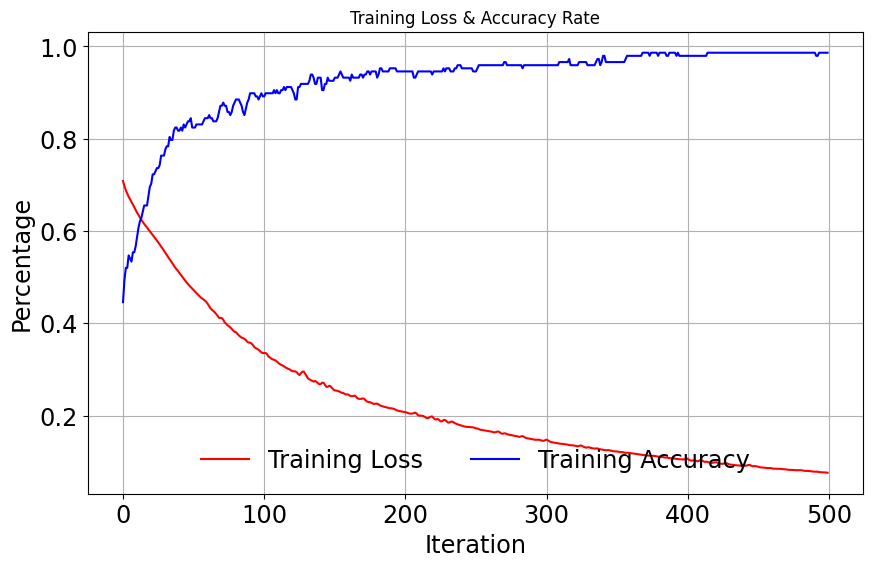 Training Loss & Accuracy Rate
1.0
0.8
0.6
0.4
0.2
Percentage
Training Loss Training Accuracy
0 100 200 300 400 500
Iteration